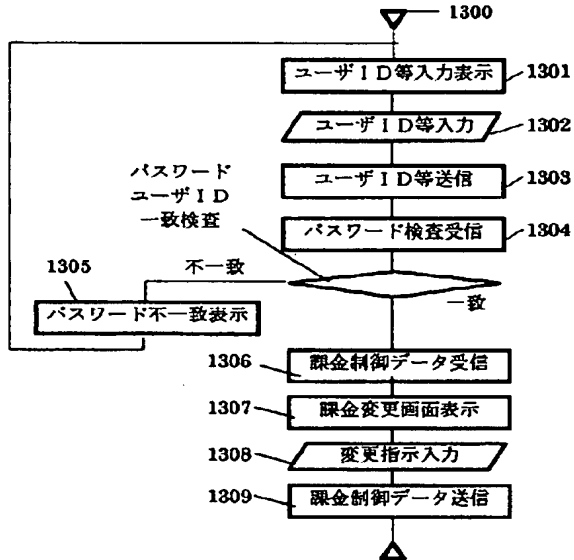 1300
ユーザID等入力表示
1301
ユーザID等入力
1302
パスワード
ユーザID
一致検査
ユーザID等送信
1303
パスワード検査受信
1304
1305
不一致
一致
パスワード不一致表示
1306
課金制御データ受信
1307
課金変更画面表示
1308
変更指示入力
1309
課金制御データ送信